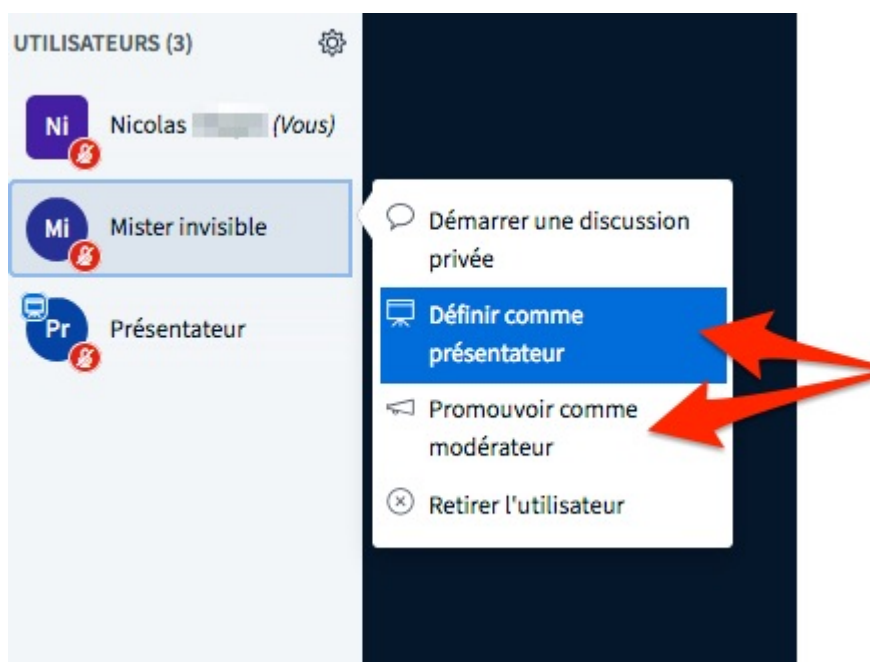 UTILISATEURS (3)
Ni Nicolas (Vous)
Mi Mister invisible
Pr Présentateur
Démarrer une discussion
privée
Définir comme
présentateur
Promouvoir comme
modérateur
Retirer l'utilisateur